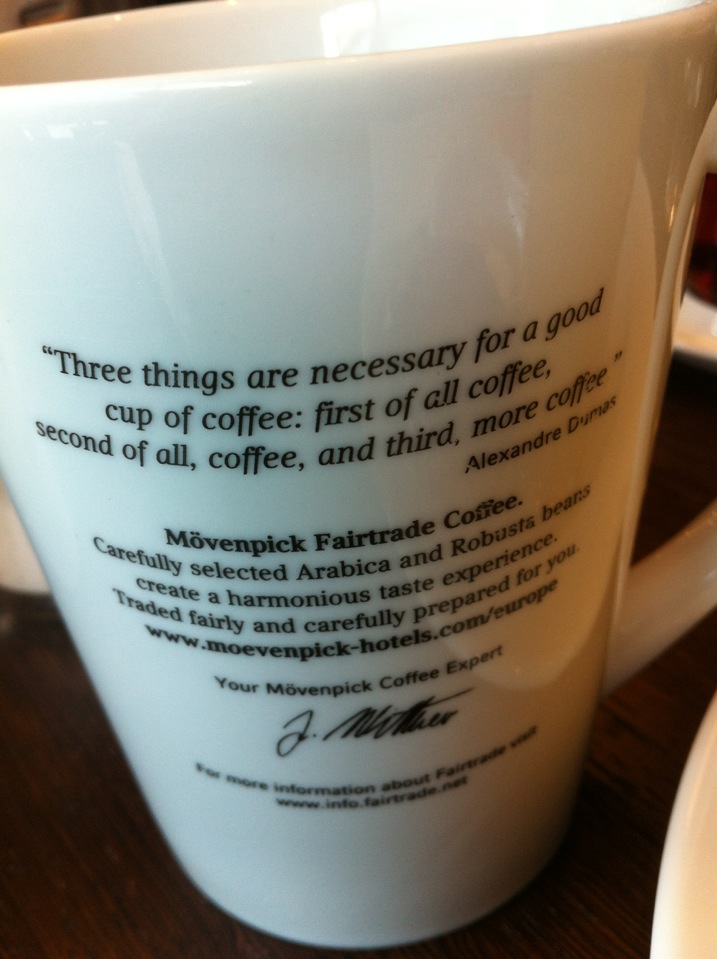 “Three things are necessary for a good
cup of coffee: first of all coffee,
second of all, coffee, and third, more coffee ”
Alexandre Dumas
Mövenpick Fairtrade Coffee.
Carefully selected Arabica and Robusta beans
create a harmonious taste experience.
Traded fairly and carefully prepared for you.
www.moevenpick-hotels.com/europe
Your Mövenpick Coffee Expert
For more information about Fairtrade visit
www.info.fairtrade.net